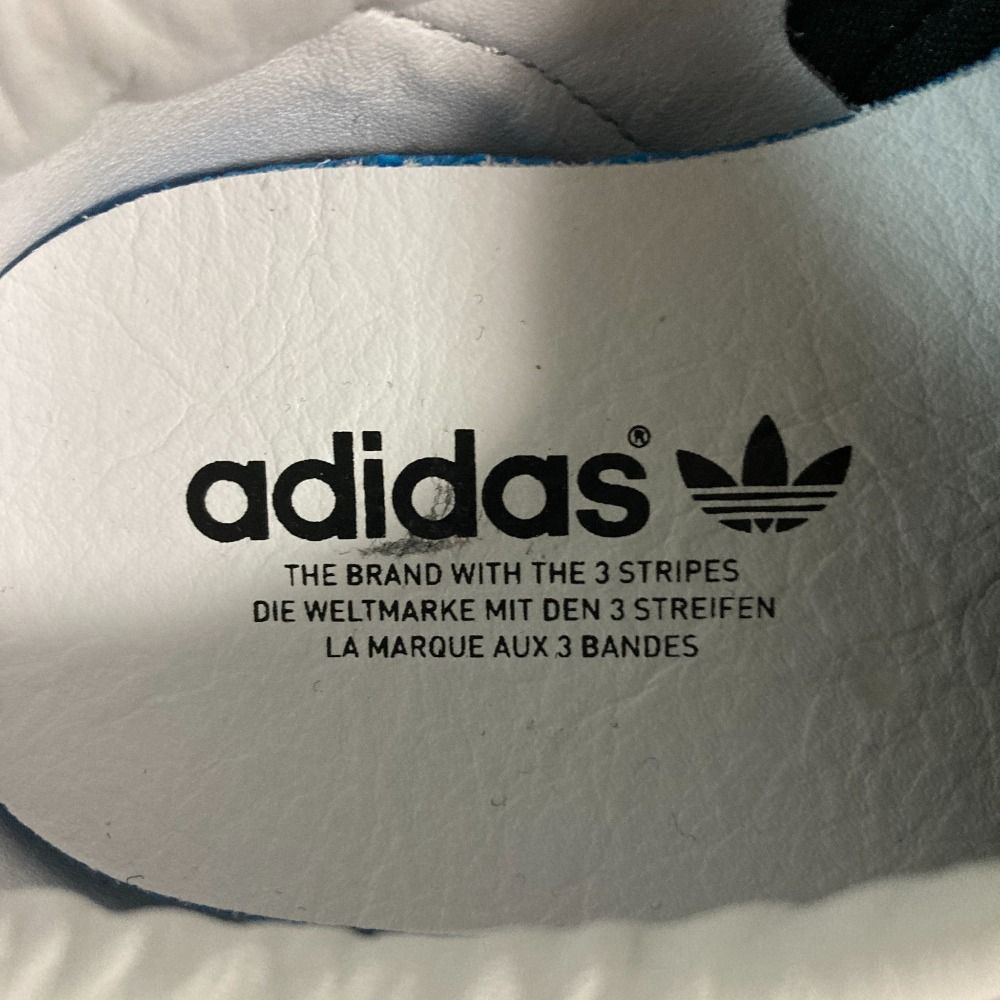 adidas®
THE BRAND WITH THE 3 STRIPES
DIE WELTMARKE MIT DEN 3 STREIFEN
LA MARQUE AUX 3 BANDES